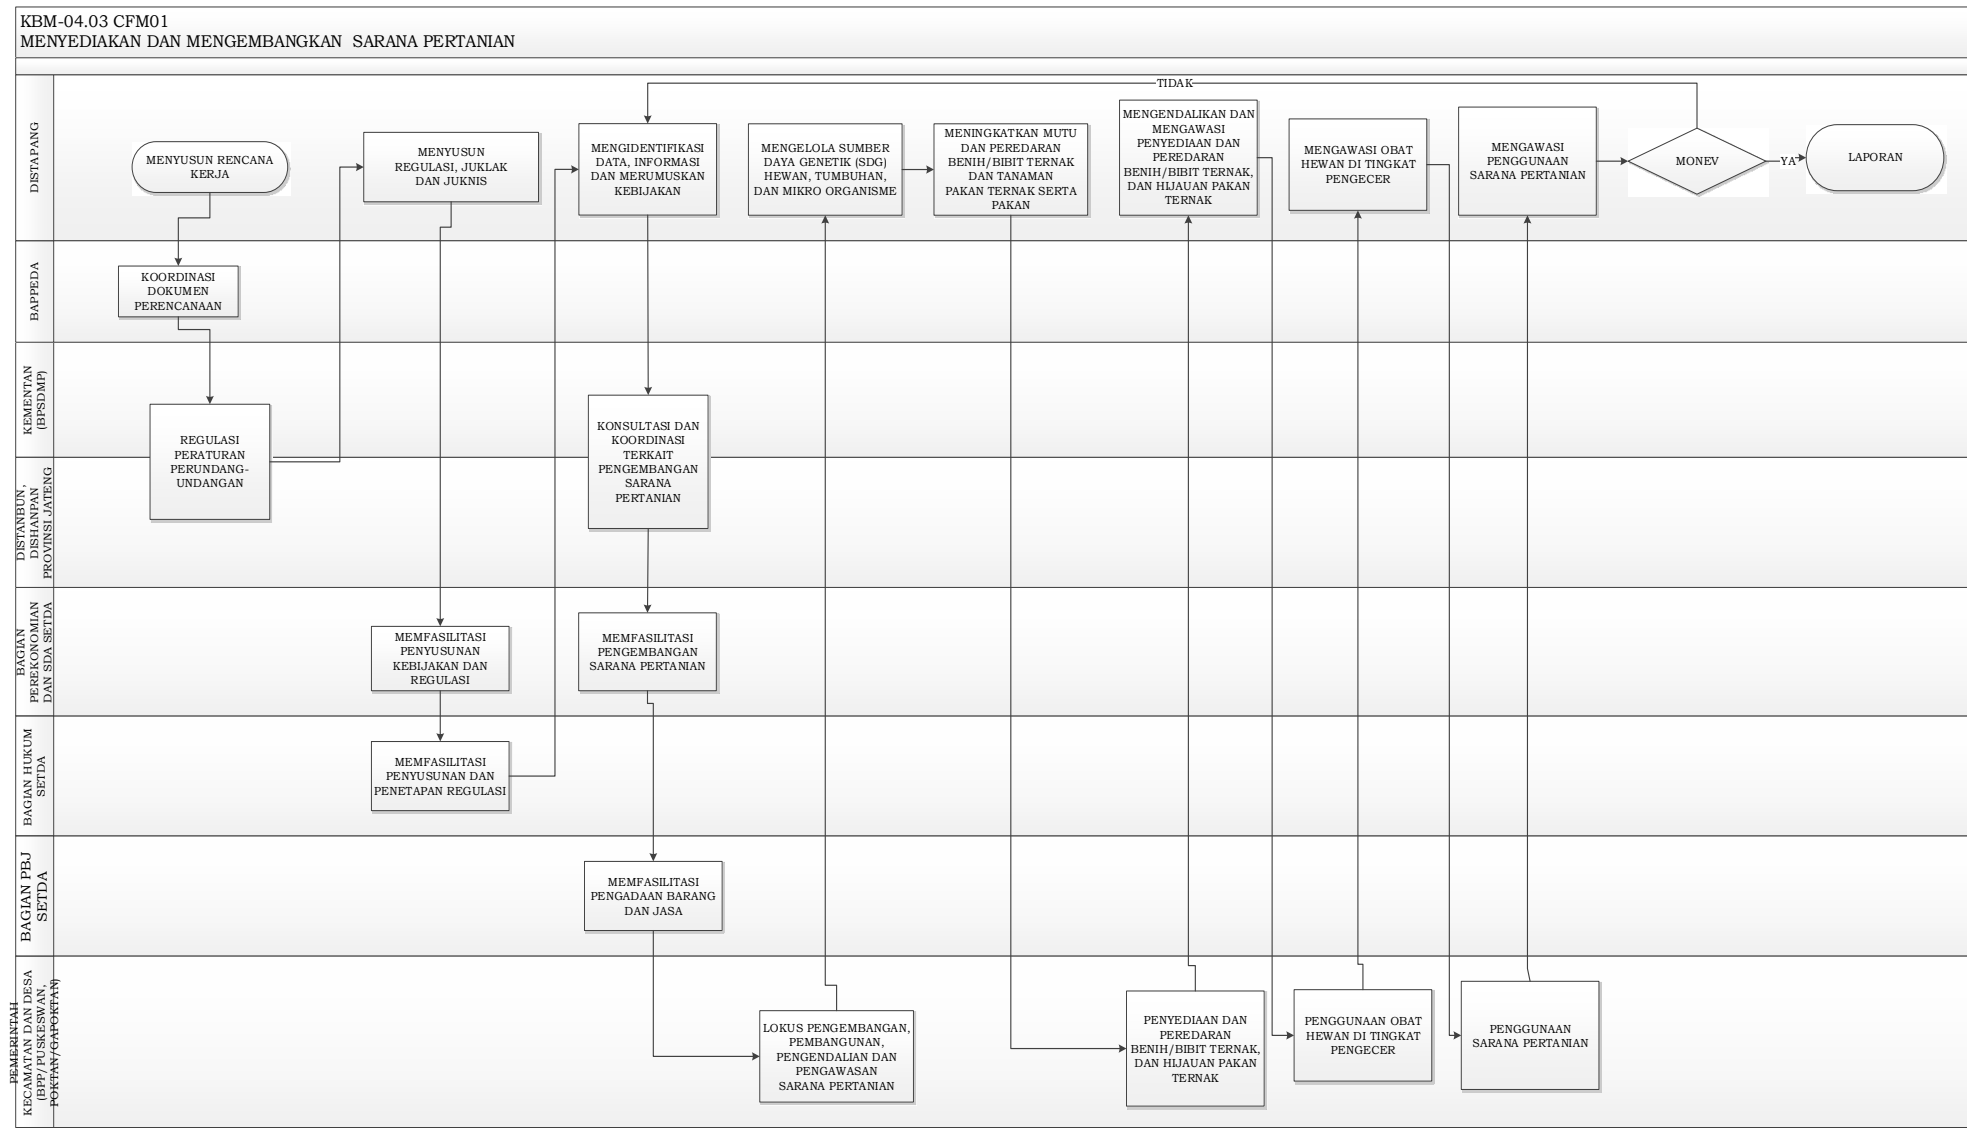 KBM-04.03 CFM01
MENYEDIAKAN DAN MENGEMBANGKAN SARANA PERTANIAN
DISTAPANG
MENYUSUN RENCANA
KERJA
MENYUSUN
REGULASI, JUKLAK
DAN JUKNIS
MENGIDENTIFIKASI
DATA, INFORMASI
DAN MERUMUSKAN
KEBIJAKAN
MENGELOLA SUMBER
DAYA GENETIK (SDG)
HEWAN, TUMBUHAN,
DAN MIKRO ORGANISME
MENINGKATKAN MUTU
DAN PEREDARAN
BENIH/BIBIT TERNAK
DAN TANAMAN
PAKAN TERNAK SERTA
PAKAN
MENGENDALIKAN DAN
MENGAWASI
PENYEDIAAN DAN
PEREDARAN
BENIH/BIBIT TERNAK,
DAN HIJAUAN PAKAN
TERNAK
MENGAWASI OBAT
HEWAN DI TINGKAT
PENGECER
MENGAWASI
PENGGUNAAN
SARANA PERTANIAN
TIDAK
MONEV
YA
LAPORAN
BAPPEDA
KOORDINASI
DOKUMEN
PERENCANAAN
KEMENTAN
(BPSDMP)
REGULASI
PERATURAN
PERUNDANG-
UNDANGAN
KONSULTASI DAN
KOORDINASI
TERKAIT
PENGEMBANGAN
SARANA
PERTANIAN
DISTANBUN,
DISHANPAN
PROVINSI JATENG
BAGIAN
PEREKONOMIAN
DAN SDA SETDA
MEMFASILITASI
PENYUSUNAN
KEBIJAKAN DAN
REGULASI
MEMFASILITASI
PENGEMBANGAN
SARANA PERTANIAN
BAGIAN HUKUM
SETDA
MEMFASILITASI
PENYUSUNAN DAN
PENETAPAN REGULASI
BAGIAN PBJ
SETDA
MEMFASILITASI
PENGADAAN BARANG
DAN JASA
PEMERINTAH
KECAMATAN DAN DESA
(BPP/PUSKESWAN,
POKTAN/GAPOKTAN)
LOKUS PENGEMBANGAN,
PEMBANGUNAN,
PENGENDALIAN DAN
PENGAWASAN
SARANA PERTANIAN
PENYEDIAAN DAN
PEREDARAN
BENIH/BIBIT TERNAK,
DAN HIJAUAN PAKAN
TERNAK
PENGGUNAAN OBAT
HEWAN DI TINGKAT
PENGECER
PENGGUNAAN
SARANA PERTANIAN